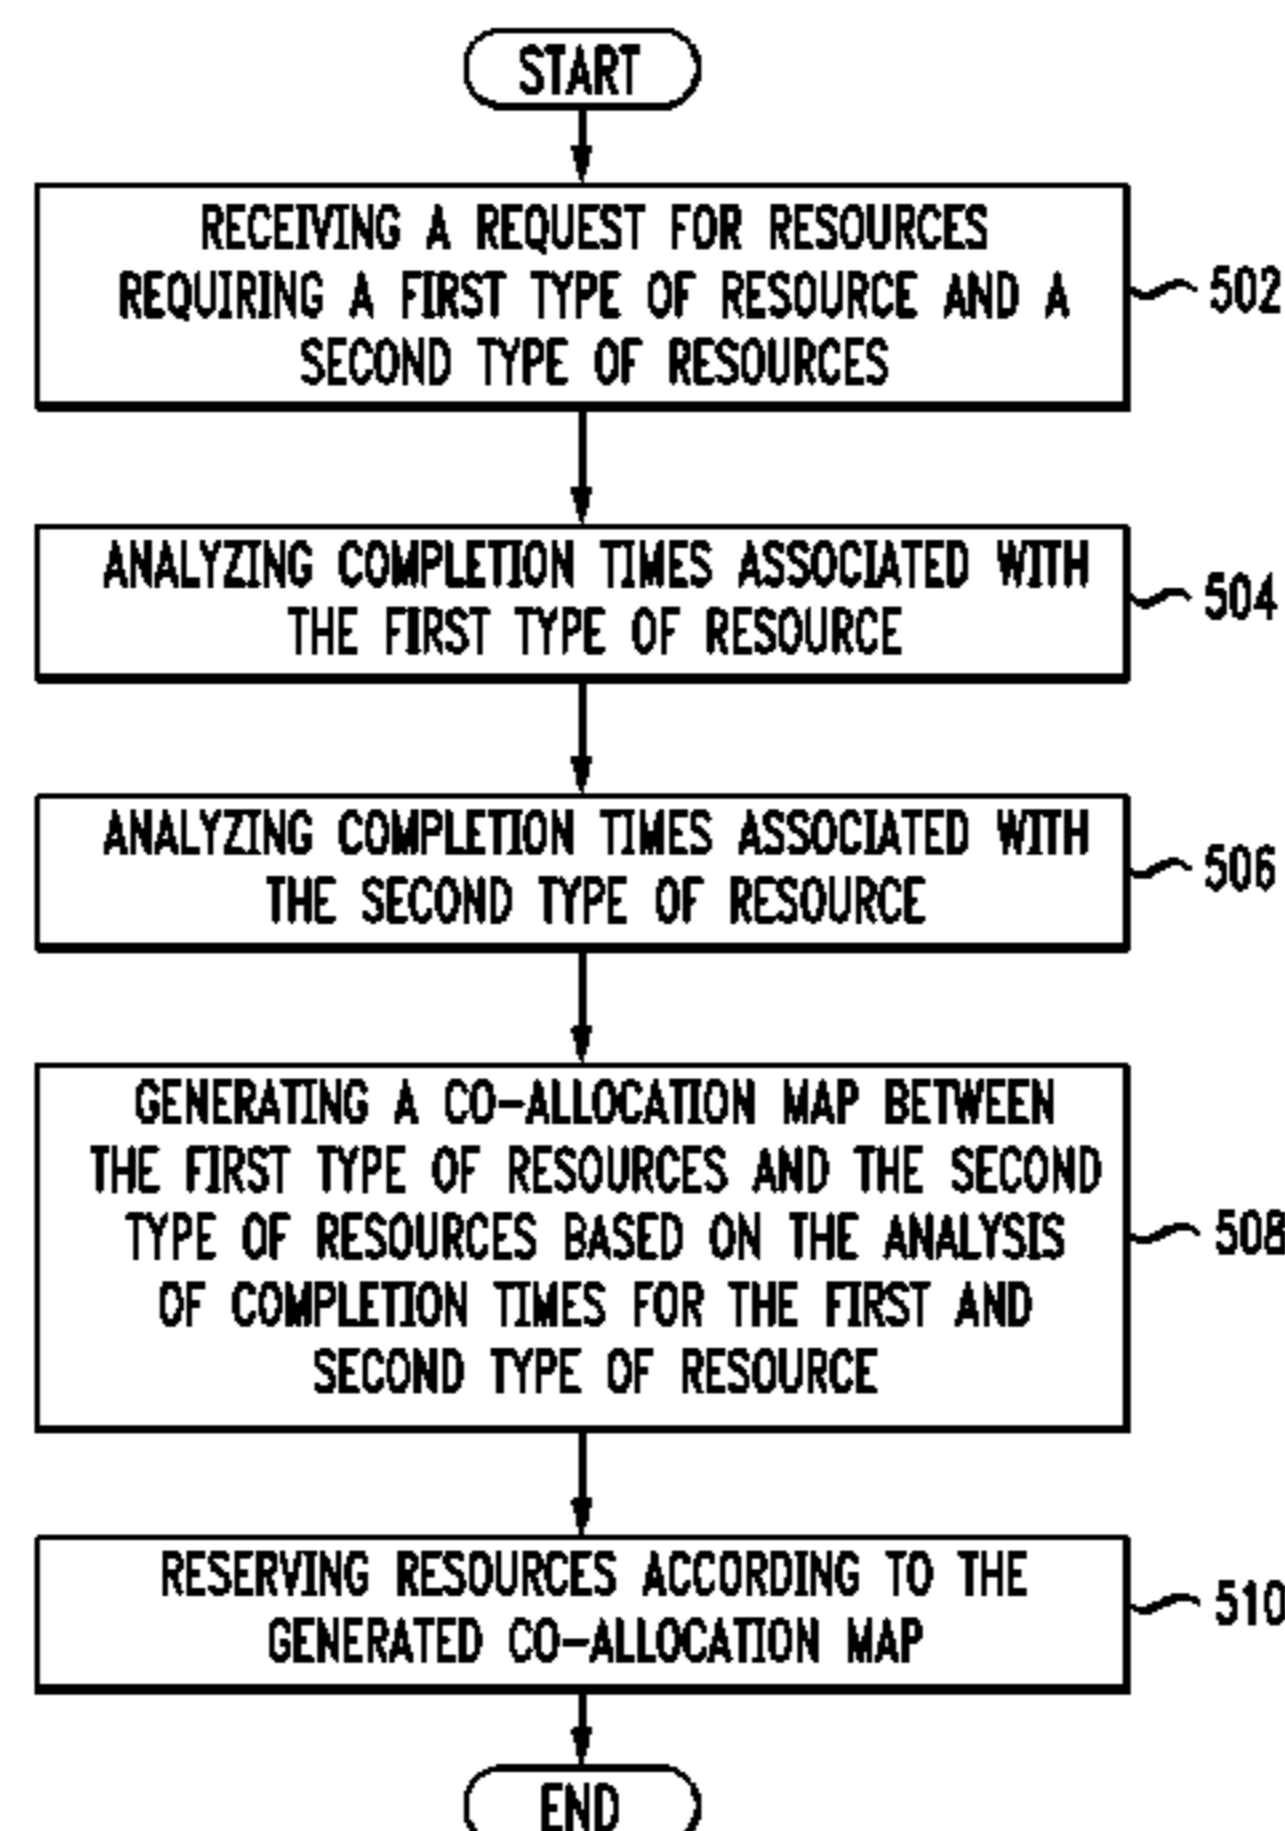 START
RECEIVING A REQUEST FOR RESOURCES
REQUIRING A FIRST TYPE OF RESOURCE AND A
SECOND TYPE OF RESOURCES
502
ANALYZING COMPLETION TIMES ASSOCIATED WITH
THE FIRST TYPE OF RESOURCE
504
ANALYZING COMPLETION TIMES ASSOCIATED WITH
THE SECOND TYPE OF RESOURCE
506
GENERATING A CO-ALLOCATION MAP BETWEEN
THE FIRST TYPE OF RESOURCES AND THE SECOND
TYPE OF RESOURCES BASED ON THE ANALYSIS
OF COMPLETION TIMES FOR THE FIRST AND
SECOND TYPE OF RESOURCE
508
RESERVING RESOURCES ACCORDING TO THE
GENERATED CO-ALLOCATION MAP
510
END